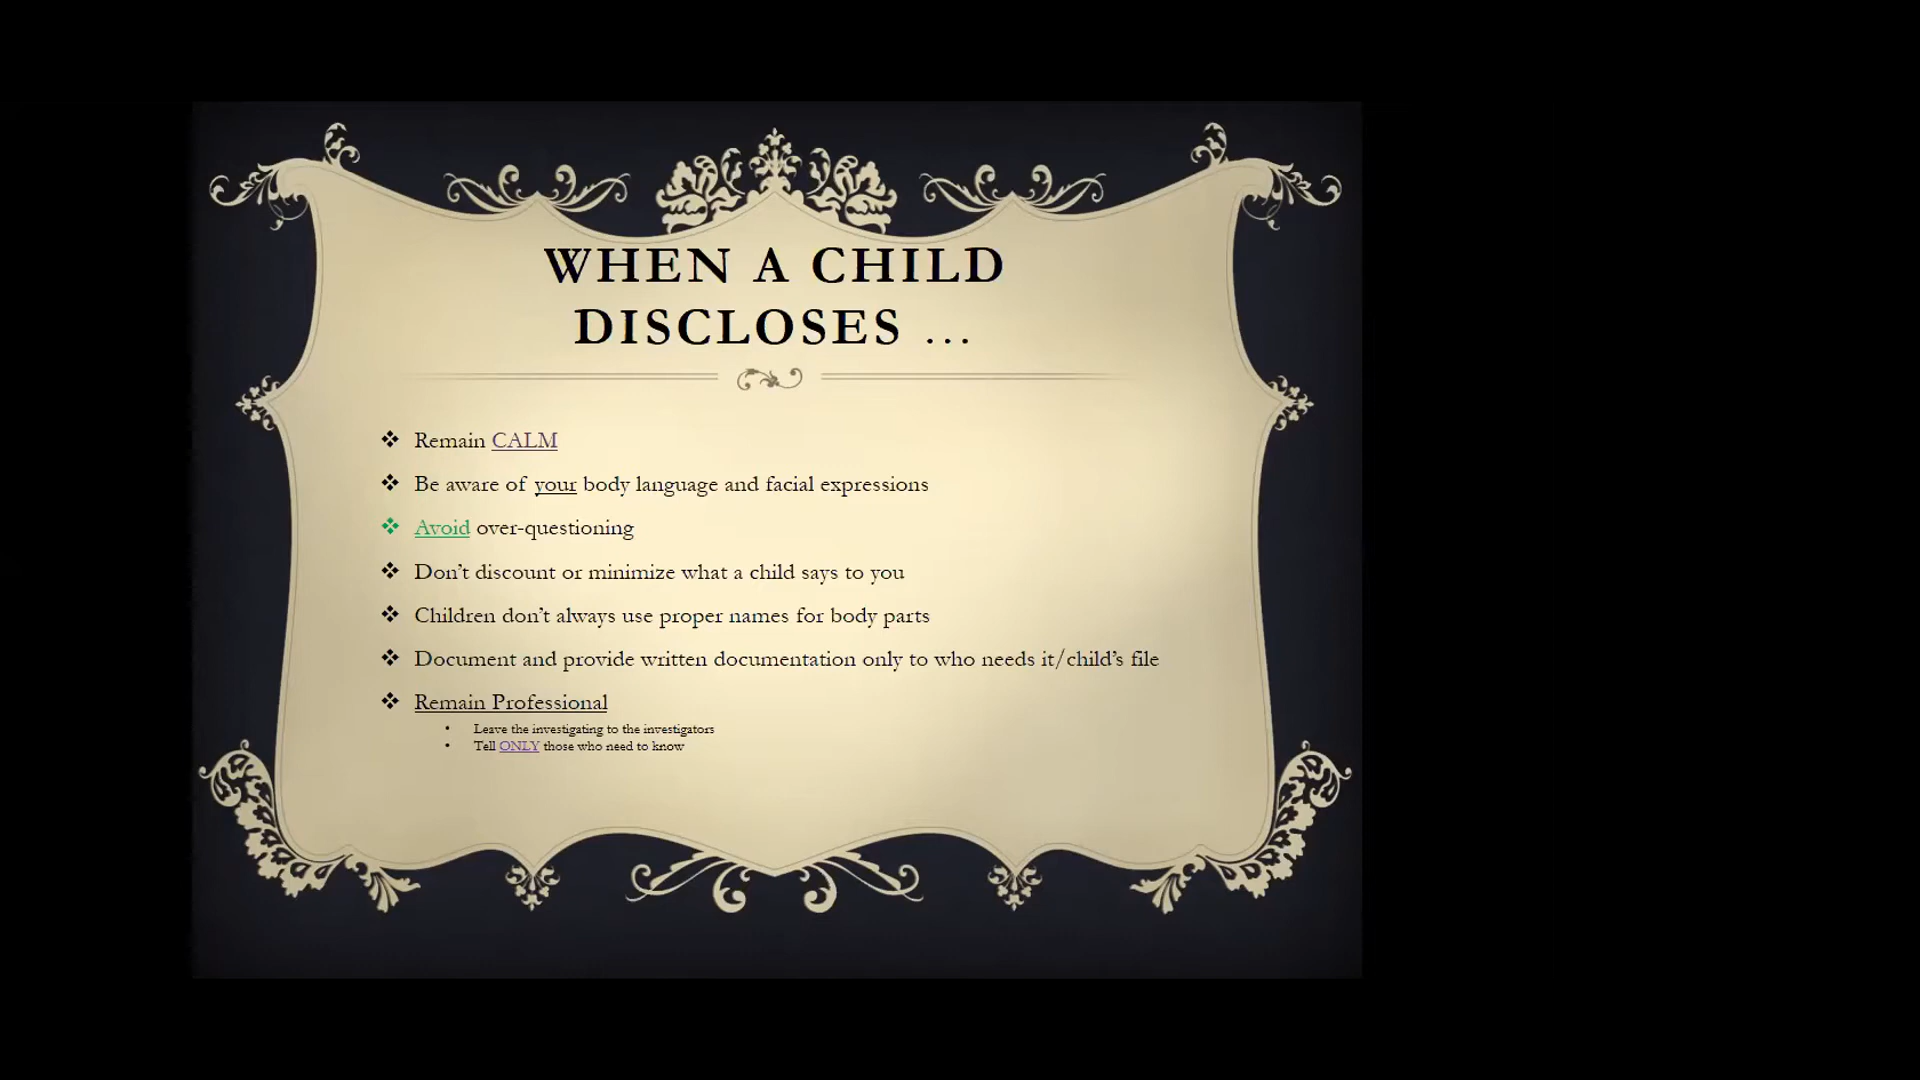 WHEN A CHILD
DISCLOSES ...
❖ Remain CALM
❖ Be aware of your body language and facial expressions
❖ Avoid over-questioning
❖ Don’t discount or minimize what a child says to you
❖ Children don’t always use proper names for body parts
❖ Document and provide written documentation only to who needs it/child’s file
❖ Remain Professional
• Leave the investigating to the investigators
• Tell ONLY those who need to know